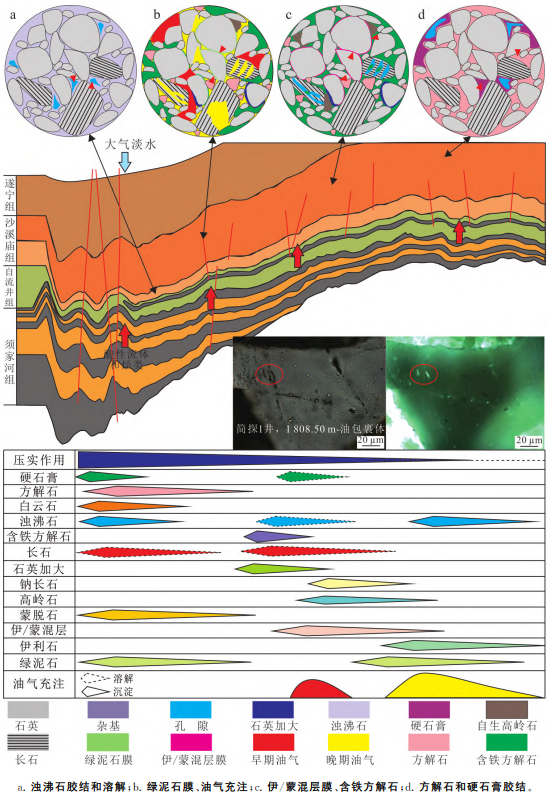 a
b
c
d
大气淡水
遂宁组
沙溪庙组
自流井组
须家河组
酸性流体
和烃类
简探1井，1 808.50 m-油包裹体
20 μm
20 μm
压实作用
硬石膏
方解石
白云石
浊沸石
含铁方解石
长石
石英加大
钠长石
高岭石
蒙脱石
伊/蒙混层
伊利石
绿泥石
油气充注
溶解
沉淀
石英
杂基
孔 隙
石英加大
浊沸石
硬石膏
自生高岭石
长石
绿泥石膜
伊/蒙混层膜
早期油气
晚期油气
方解石
含铁方解石
a. 浊沸石胶结和溶解；b. 绿泥石膜、油气充注；c. 伊/蒙混层膜、含铁方解石；d. 方解石和硬石膏胶结。